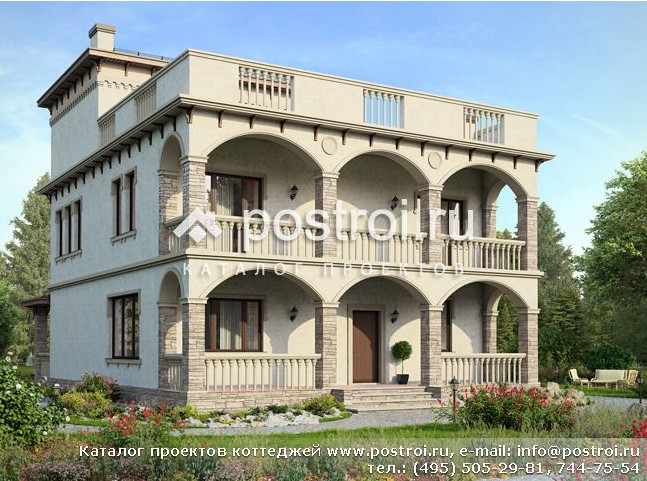 postroi.ru
КАТАЛОГ ПРОЕКТОВ
Каталог проектов коттеджей www.postroi.ru, e-mail: info@postroi.ru
тел.: (495) 505-29-81, 744-75-54